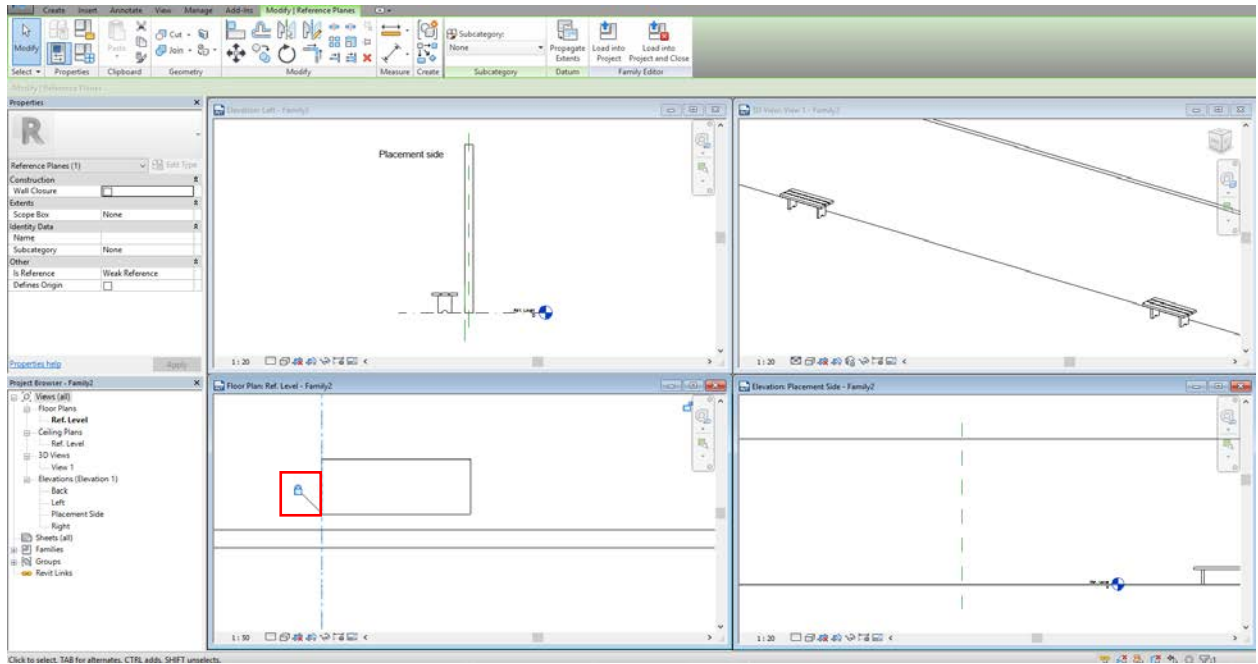 Create Insert Annotate View Manage Add-Ins Modify | Reference Planes
Modify
Paste
Cut
Join
Subcategory:
None
Propagate Extents
Load into Project
Load into Project and Close
Select Properties Clipboard Geometry Modify Measure Create Subcategory Datum Family Editor
Modify | Reference Planes
Properties
R
Reference Planes (1) Edit Type
Construction
Wall Closure
Extents
Scope Box None
Identity Data
Name
Subcategory None
Other
Is Reference Weak Reference
Defines Origin
Properties help Apply
Project Browser - Family2
Views (all)
Floor Plans
Ref. Level
Ceiling Plans
Ref. Level
3D Views
View 1
Elevations (Elevation 1)
Back
Left
Placement Side
Right
Sheets (all)
Families
Groups
Revit Links
Elevation: Left - Family2
Placement side
1 : 20
3D View: View 1 - Family2
1 : 20
Floor Plan: Ref. Level - Family2
1 : 50
Elevation: Placement Side - Family2
1 : 20
Click to select, TAB for alternates, CTRL adds, SHIFT unselects.